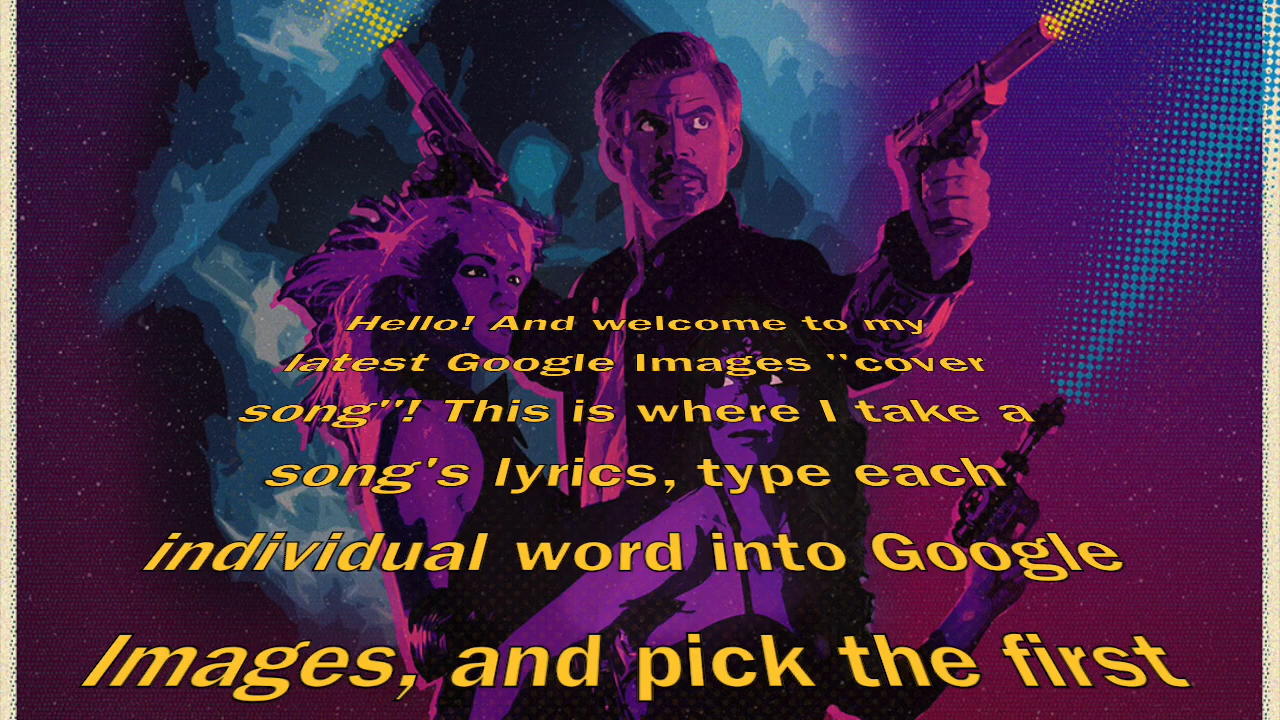 Hello! And welcome to my
latest Google Images "cover
song"! This is where I take a
song's lyrics, type each
individual word into Google
Images, and pick the first